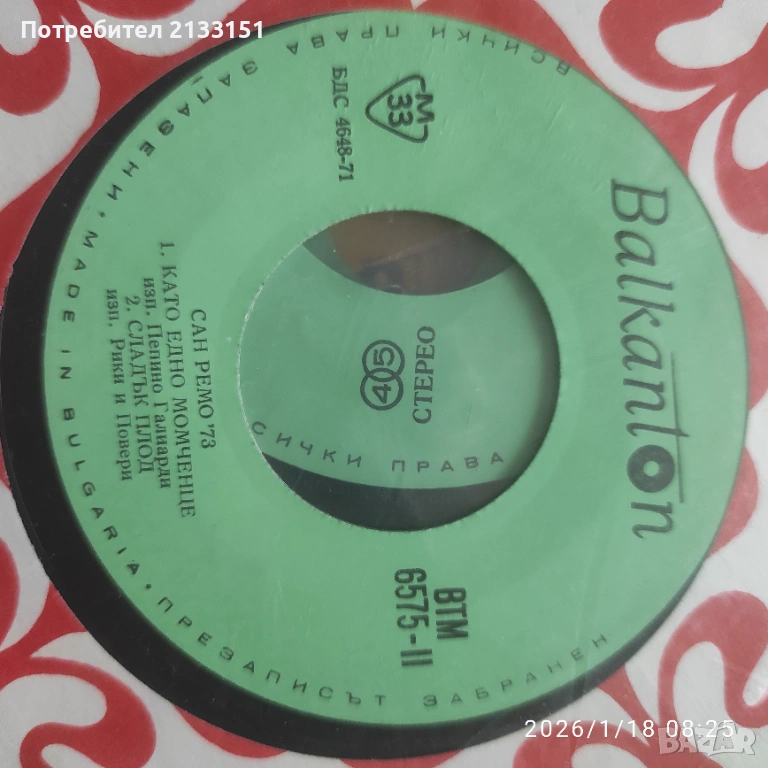 Потребител 2133151
Balkanton
М
33
БДС 4648-71
ВТМ
6575-II
САН РЕМО '73
1. КАТО ЕДНО МОМЧЕНЦЕ
изп. Пепино Галиарди
2. СЛАДЪК ПЛОД
изп. Рики и Повери
ВСИЧКИ ПРАВА ЗАПАЗЕНИ · MADE IN BULGARIA · ПРЕЗАПИСЪТ ЗАБРАНЕН
45
СТЕРЕО
СИЧКИ ПРАВА
2026/1/18 08:25
BAZAR